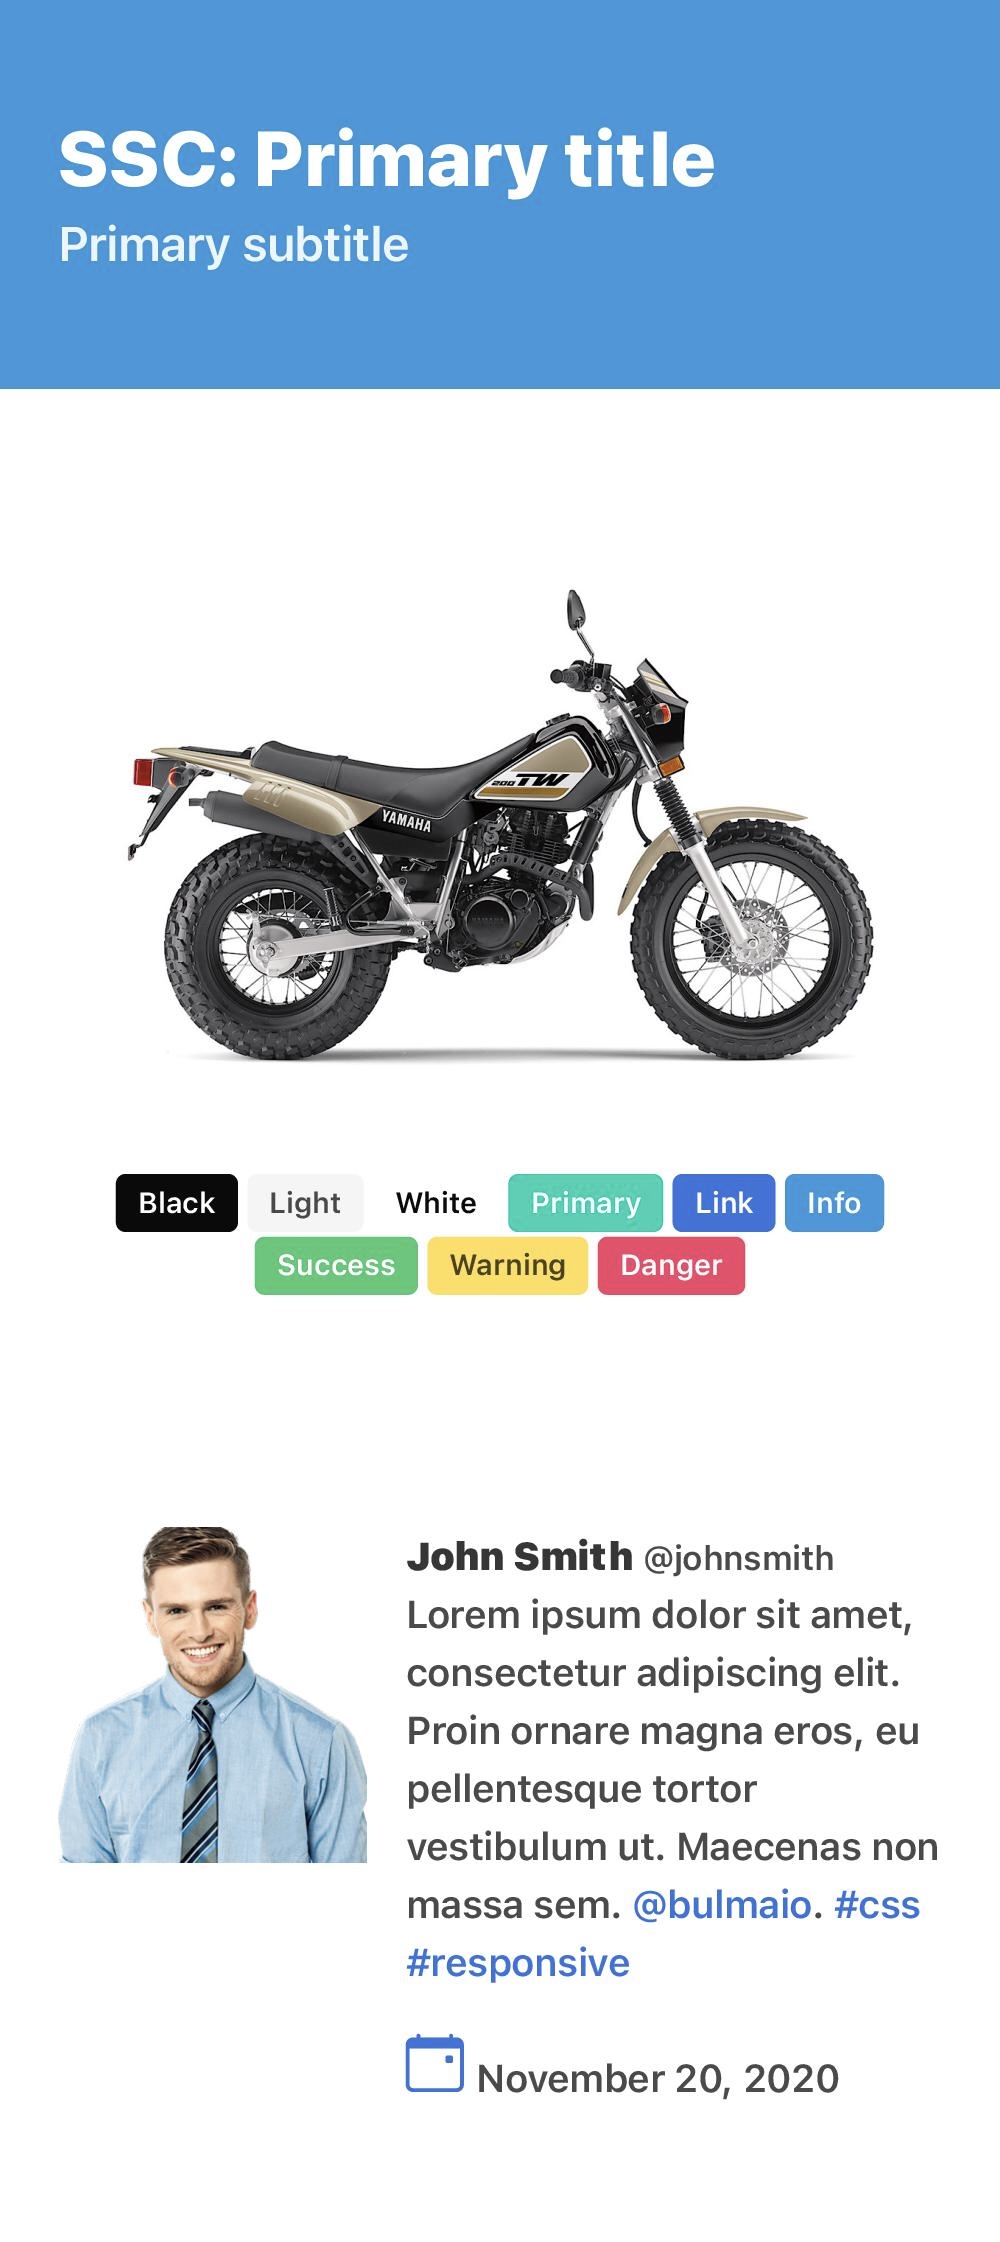 SSC: Primary title
Primary subtitle
200 TW
YAMAHA
Black Light White Primary Link Info
Success Warning Danger
John Smith @johnsmith
Lorem ipsum dolor sit amet,
consectetur adipiscing elit.
Proin ornare magna eros, eu
pellentesque tortor
vestibulum ut. Maecenas non
massa sem. @bulmaio. #css
#responsive
November 20, 2020